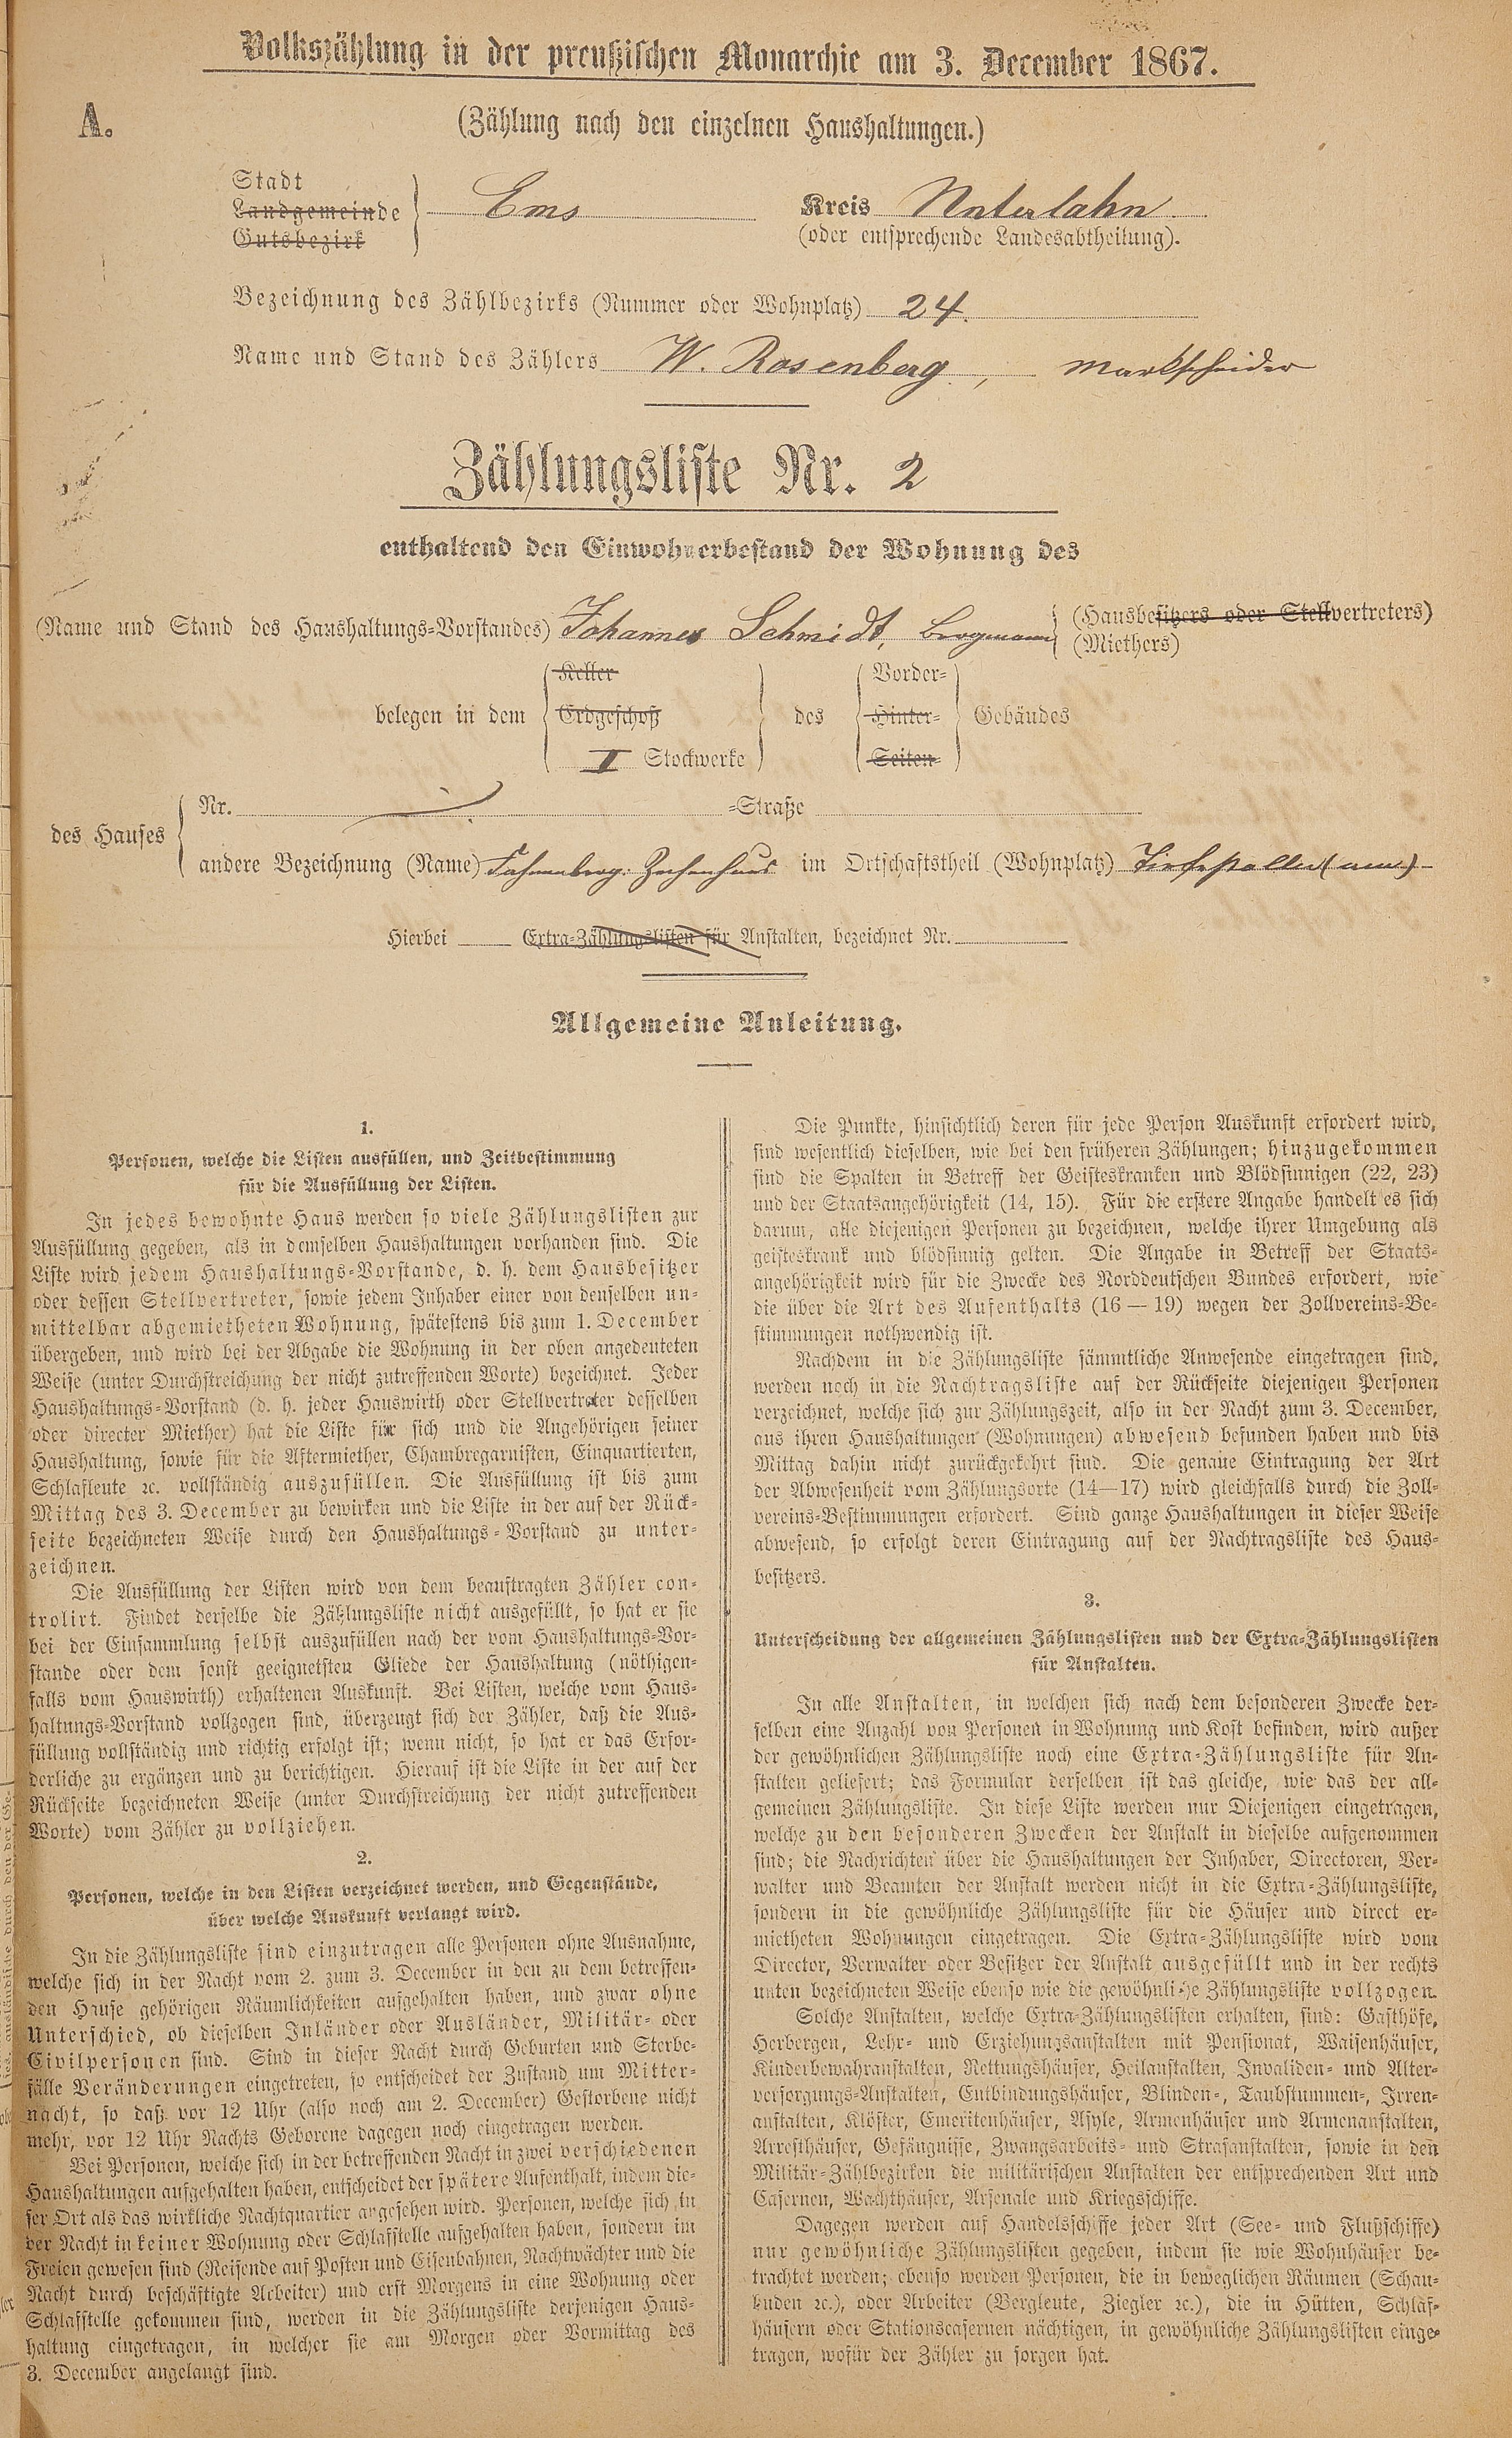 Volkszählung in der preußischen Monarchie am 3. December 1867.
A.
(Zählung nach den einzelnen Haushaltungen.)
Stadt
Landgemeinde
Gutsbezirk
Ems
Kreis Unterlahn
(oder entsprechende Landesabtheilung).
Bezeichnung des Zählbezirks (Nummer oder Wohnplatz) 24.
Name und Stand des Zählers W. Rosenberg, Markscheider
Zählungsliste Nr. 2
enthaltend den Einwohnerbestand der Wohnung des
(Name und Stand des Haushaltungs-Vorstandes) Johannes Schmidt, Bergmann
(Hausbesitzers oder Stellvertreters)
(Miethers)
belegen in dem
Keller
Erdgeschoß
I Stockwerke
des
Vorder-
Hinter-
Seiten-
Gebäudes
des Hauses
Nr. -Straße
andere Bezeichnung (Name) Fahnenberg. Zechenhaus im Ortschaftstheil (Wohnplatz)
Hierbei Extra-Zählungslisten für Anstalten, bezeichnet Nr.
Allgemeine Anleitung.
1.
Personen, welche die Listen ausfüllen, und Zeitbestimmung
für die Ausfüllung der Listen.
In jedes bewohnte Haus werden so viele Zählungslisten zur
Ausfüllung gegeben, als in demselben Haushaltungen vorhanden sind. Die
Liste wird jedem Haushaltungs-Vorstande, d. h. dem Hausbesitzer
oder dessen Stellvertreter, sowie jedem Inhaber einer von denselben un-
mittelbar abgemietheten Wohnung, spätestens bis zum 1. December
übergeben, und wird bei der Abgabe die Wohnung in der oben angedeuteten
Weise (unter Durchstreichung der nicht zutreffenden Worte) bezeichnet. Jeder
Haushaltungs-Vorstand (d. h. jeder Hauswirth oder Stellvertreter desselben
oder directer Miether) hat die Liste für sich und die Angehörigen seiner
Haushaltung, sowie für die Aftermiether, Chambregarnisten, Einquartierten,
Schlafleute ꝛc. vollständig auszufüllen. Die Ausfüllung ist bis zum
Mittag des 3. December zu bewirken und die Liste in der auf der Rück-
seite bezeichneten Weise durch den Haushaltungs-Vorstand zu unter-
zeichnen.
Die Ausfüllung der Listen wird von dem beauftragten Zähler con-
trolirt. Findet derselbe die Zählungsliste nicht ausgefüllt, so hat er sie
bei der Einsammlung selbst auszufüllen nach der vom Haushaltungs-Vor-
stande oder dem sonst geeignetsten Gliede der Haushaltung (nöthigen-
falls vom Hauswirth) erhaltenen Auskunft. Bei Listen, welche vom Haus-
haltungs-Vorstand vollzogen sind, überzeugt sich der Zähler, daß die Aus-
füllung vollständig und richtig erfolgt ist; wenn nicht, so hat er das Erfor-
derliche zu ergänzen und zu berichtigen. Hierauf ist die Liste in der auf der
Rückseite bezeichneten Weise (unter Durchstreichung der nicht zutreffenden
Worte) vom Zähler zu vollziehen.
2.
Personen, welche in den Listen verzeichnet werden, und Gegenstände,
über welche Auskunft verlangt wird.
In die Zählungsliste sind einzutragen alle Personen ohne Ausnahme,
welche sich in der Nacht vom 2. zum 3. December in den zu dem betreffen-
den Hause gehörigen Räumlichkeiten aufgehalten haben, und zwar ohne
Unterschied, ob dieselben Inländer oder Ausländer, Militär- oder
Civilpersonen sind. Sind in dieser Nacht durch Geburten und Sterbe-
fälle Veränderungen eingetreten, so entscheidet der Zustand um Mitter-
nacht, so daß vor 12 Uhr (also noch am 2. December) Gestorbene nicht
mehr, vor 12 Uhr Nachts Geborene dagegen noch eingetragen werden.
Bei Personen, welche sich in der betreffenden Nacht in zwei verschiedenen
Haushaltungen aufgehalten haben, entscheidet der spätere Aufenthalt, indem die-
ser Ort als das wirkliche Nachtquartier angesehen wird. Personen, welche sich in
der Nacht in keiner Wohnung oder Schlafstelle aufgehalten haben, sondern im
Freien gewesen sind (Reisende auf Posten und Eisenbahnen, Nachtwächter und die
Nacht durch beschäftigte Arbeiter) und erst Morgens in eine Wohnung oder
Schlafstelle gekommen sind, werden in die Zählungsliste derjenigen Haus-
haltung eingetragen, in welcher sie am Morgen oder Vormittag des
3. December angelangt sind.
Die Punkte, hinsichtlich deren für jede Person Auskunft erfordert wird,
sind wesentlich dieselben, wie bei den früheren Zählungen; hinzugekommen
sind die Spalten in Betreff der Geisteskranken und Blödsinnigen (22, 23)
und der Staatsangehörigkeit (14, 15). Für die erstere Angabe handelt es sich
darum, alle diejenigen Personen zu bezeichnen, welche ihrer Umgebung als
geisteskrank und blödsinnig gelten. Die Angabe in Betreff der Staats-
angehörigkeit wird für die Zwecke des Norddeutschen Bundes erfordert, wie
die über die Art des Aufenthalts (16 — 19) wegen der Zollvereins-Be-
stimmungen nothwendig ist.
Nachdem in die Zählungsliste sämmtliche Anwesende eingetragen sind,
werden noch in die Nachtragsliste auf der Rückseite diejenigen Personen
verzeichnet, welche sich zur Zählungszeit, also in der Nacht zum 3. December,
aus ihren Haushaltungen (Wohnungen) abwesend befunden haben und bis
Mittag dahin nicht zurückgekehrt sind. Die genaue Eintragung der Art
der Abwesenheit vom Zählungsorte (14—17) wird gleichfalls durch die Zoll-
vereins-Bestimmungen erfordert. Sind ganze Haushaltungen in dieser Weise
abwesend, so erfolgt deren Eintragung auf der Nachtragsliste des Haus-
besitzers.
3.
Unterscheidung der allgemeinen Zählungslisten und der Extra-Zählungslisten
für Anstalten.
In alle Anstalten, in welchen sich nach dem besonderen Zwecke der-
selben eine Anzahl von Personen in Wohnung und Kost befinden, wird außer
der gewöhnlichen Zählungsliste noch eine Extra-Zählungsliste für An-
stalten geliefert; das Formular derselben ist das gleiche, wie das der all-
gemeinen Zählungsliste. In diese Liste werden nur Diejenigen eingetragen,
welche zu den besonderen Zwecken der Anstalt in dieselbe aufgenommen
sind; die Nachrichten über die Haushaltungen der Inhaber, Directoren, Ver-
walter und Beamten der Anstalt werden nicht in die Extra-Zählungsliste,
sondern in die gewöhnliche Zählungsliste für die Häuser und direct er-
mietheten Wohnungen eingetragen. Die Extra-Zählungsliste wird vom
Director, Verwalter oder Besitzer der Anstalt ausgefüllt und in der rechts
unten bezeichneten Weise ebenso wie die gewöhnliche Zählungsliste vollzogen.
Solche Anstalten, welche Extra-Zählungslisten erhalten, sind: Gasthöfe,
Herbergen, Lehr- und Erziehungsanstalten mit Pensionat, Waisenhäuser,
Kinderbewahranstalten, Rettungshäuser, Heilanstalten, Invaliden- und Alter-
versorgungs-Anstalten, Entbindungshäuser, Blinden-, Taubstummen-, Irren-
anstalten, Klöster, Emeritenhäuser, Asyle, Armenhäuser und Armenanstalten,
Arresthäuser, Gefängnisse, Zwangsarbeits- und Strafanstalten, sowie in den
Militär-Zählbezirken die militärischen Anstalten der entsprechenden Art und
Casernen, Wachthäuser, Arsenale und Kriegsschiffe.
Dagegen werden auf Handelsschiffe jeder Art (See- und Flußschiffe)
nur gewöhnliche Zählungslisten gegeben, indem sie wie Wohnhäuser be-
trachtet werden; ebenso werden Personen, die in beweglichen Räumen (Schau-
buden ꝛc.), oder Arbeiter (Bergleute, Ziegler ꝛc.), die in Hütten, Schlaf-
häusern oder Stationscasernen nächtigen, in gewöhnliche Zählungslisten einge-
tragen, wofür der Zähler zu sorgen hat.